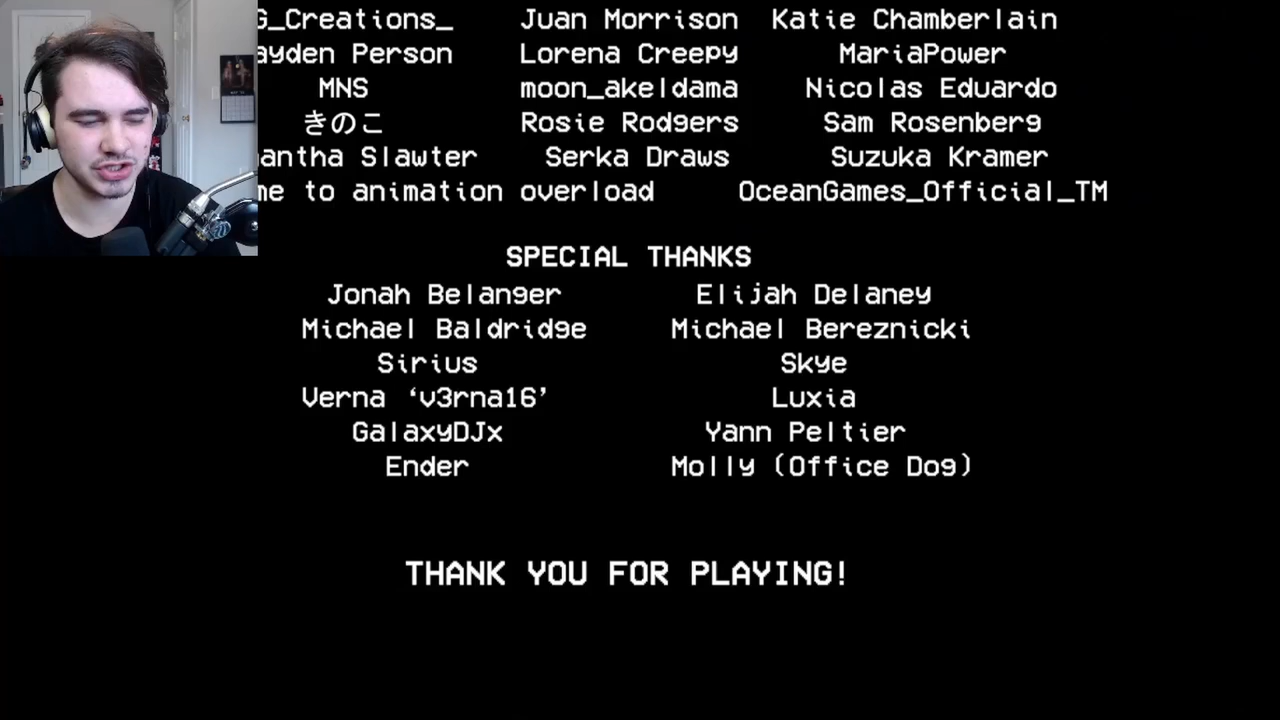 G_Creations_ Juan Morrison Katie Chamberlain
ayden Person Lorena Creepy MariaPower
MNS moon_akeldama Nicolas Eduardo
きのこ Rosie Rodgers Sam Rosenberg
antha Slawter Serka Draws Suzuka Kramer
me to animation overload OceanGames_Official_TM
SPECIAL THANKS
Jonah Belanger Elijah Delaney
Michael Baldridge Michael Bereznicki
Sirius Skye
Verna ‘v3rna16’ Luxia
GalaxyDJx Yann Peltier
Ender Molly (Office Dog)
THANK YOU FOR PLAYING!